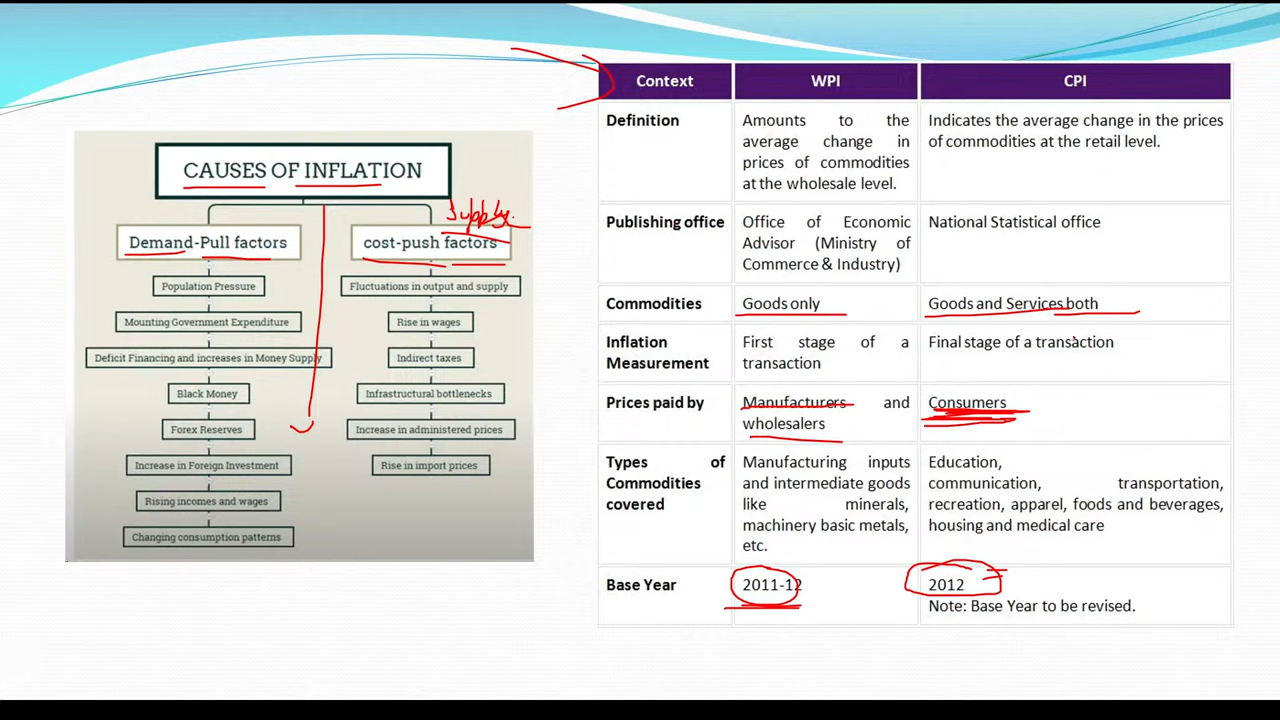 CAUSES OF INFLATION
Supply
Demand-Pull factors
Population Pressure
Mounting Government Expenditure
Deficit Financing and increases in Money Supply
Black Money
Forex Reserves
Increase in Foreign Investment
Rising incomes and wages
Changing consumption patterns
cost-push factors
Fluctuations in output and supply
Rise in wages
Indirect taxes
Infrastructural bottlenecks
Increase in administered prices
Rise in import prices
Context WPI CPI
Definition
Amounts to the
average change in
prices of commodities
at the wholesale level.
Indicates the average change in the prices
of commodities at the retail level.
Publishing office
Office of Economic
Advisor (Ministry of
Commerce & Industry)
National Statistical office
Commodities
Goods only
Goods and Services both
Inflation
Measurement
First stage of a
transaction
Final stage of a transaction
Prices paid by
Manufacturers and
wholesalers
Consumers
Types of
Commodities
covered
Manufacturing inputs
and intermediate goods
like minerals,
machinery basic metals,
etc.
Education,
communication, transportation,
recreation, apparel, foods and beverages,
housing and medical care
Base Year
2011-12
2012
Note: Base Year to be revised.